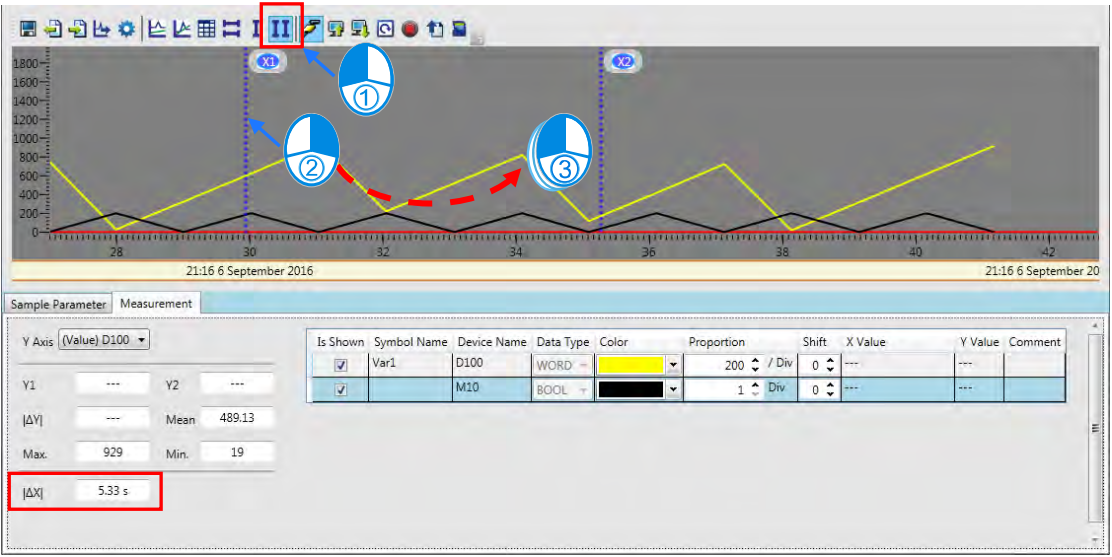 X1 X2
①
②
③
1800
1600
1400
1200
1000
800
600
400
200
0
28 30 32 34 36 38 40 42
21:16 6 September 2016 21:16 6 September 20
Sample Parameter Measurement
Y Axis (Value) D100
Y1 --- Y2 ---
|ΔY| --- Mean 489.13
Max. 929 Min. 19
|ΔX| 5.33 s
Is Shown Symbol Name Device Name Data Type Color Proportion Shift X Value Y Value Comment
Var1 D100 WORD 200 / Div 0 --- ---
M10 BOOL 1 Div 0 --- ---